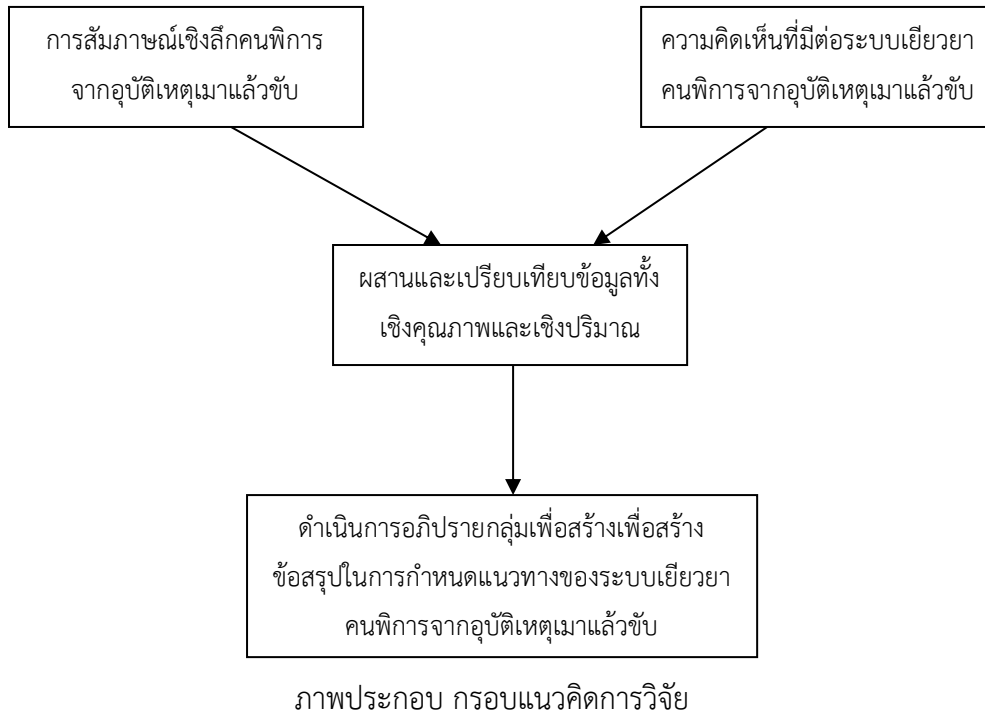 การสัมภาษณ์เชิงลึกคนพิการ
จากอุบัติเหตุเมาแล้วขับ
ความคิดเห็นที่มีต่อระบบเยียวยา
คนพิการจากอุบัติเหตุเมาแล้วขับ
ผสานและเปรียบเทียบข้อมูลทั้ง
เชิงคุณภาพและเชิงปริมาณ
ดำเนินการอภิปรายกลุ่มเพื่อสร้างเพื่อสร้าง
ข้อสรุปในการกำหนดแนวทางของระบบเยียวยา
คนพิการจากอุบัติเหตุเมาแล้วขับ
ภาพประกอบ กรอบแนวคิดการวิจัย